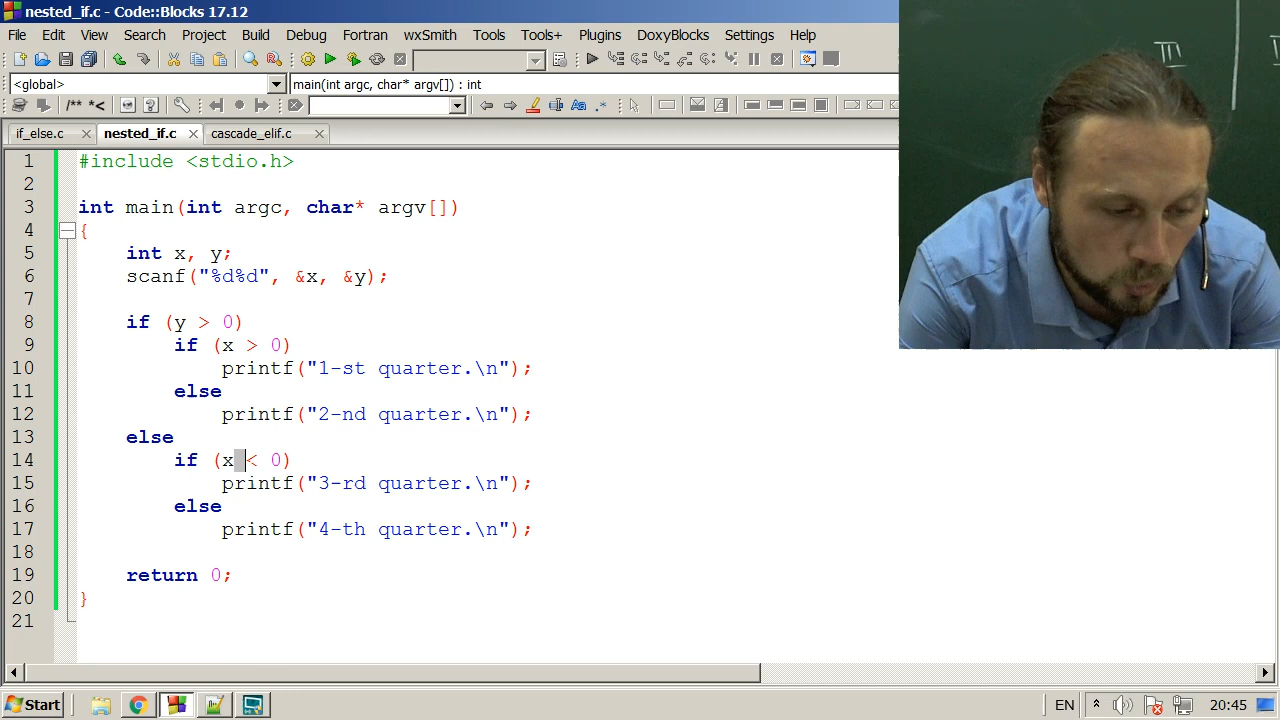 nested_if.c - Code::Blocks 17.12
File Edit View Search Project Build Debug Fortran wxSmith Tools Tools+ Plugins DoxyBlocks Settings Help
<global> main(int argc, char* argv[]) : int
/** *< Aa .*
if_else.c nested_if.c cascade_elif.c
1 #include <stdio.h>
2
3 int main(int argc, char* argv[])
4 {
5 int x, y;
6 scanf("%d%d", &x, &y);
7
8 if (y > 0)
9 if (x > 0)
10 printf("1-st quarter.\n");
11 else
12 printf("2-nd quarter.\n");
13 else
14 if (x < 0)
15 printf("3-rd quarter.\n");
16 else
17 printf("4-th quarter.\n");
18
19 return 0;
20 }
21
III
Start EN 20:45